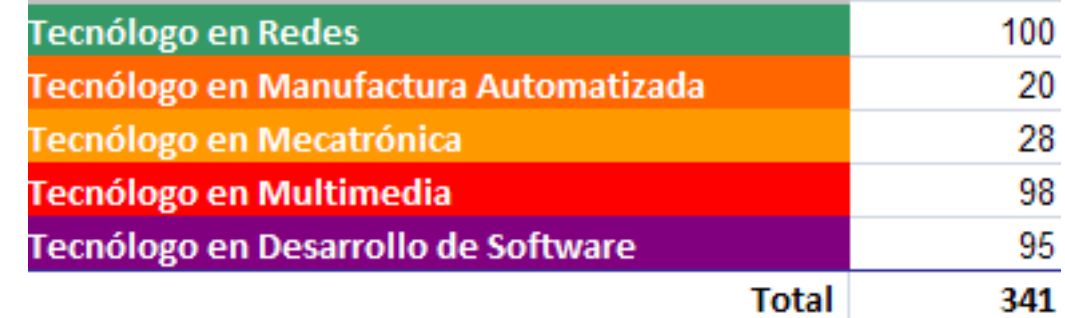 Tecnólogo en Redes 100
Tecnólogo en Manufactura Automatizada 20
Tecnólogo en Mecatrónica 28
Tecnólogo en Multimedia 98
Tecnólogo en Desarrollo de Software 95
Total 341